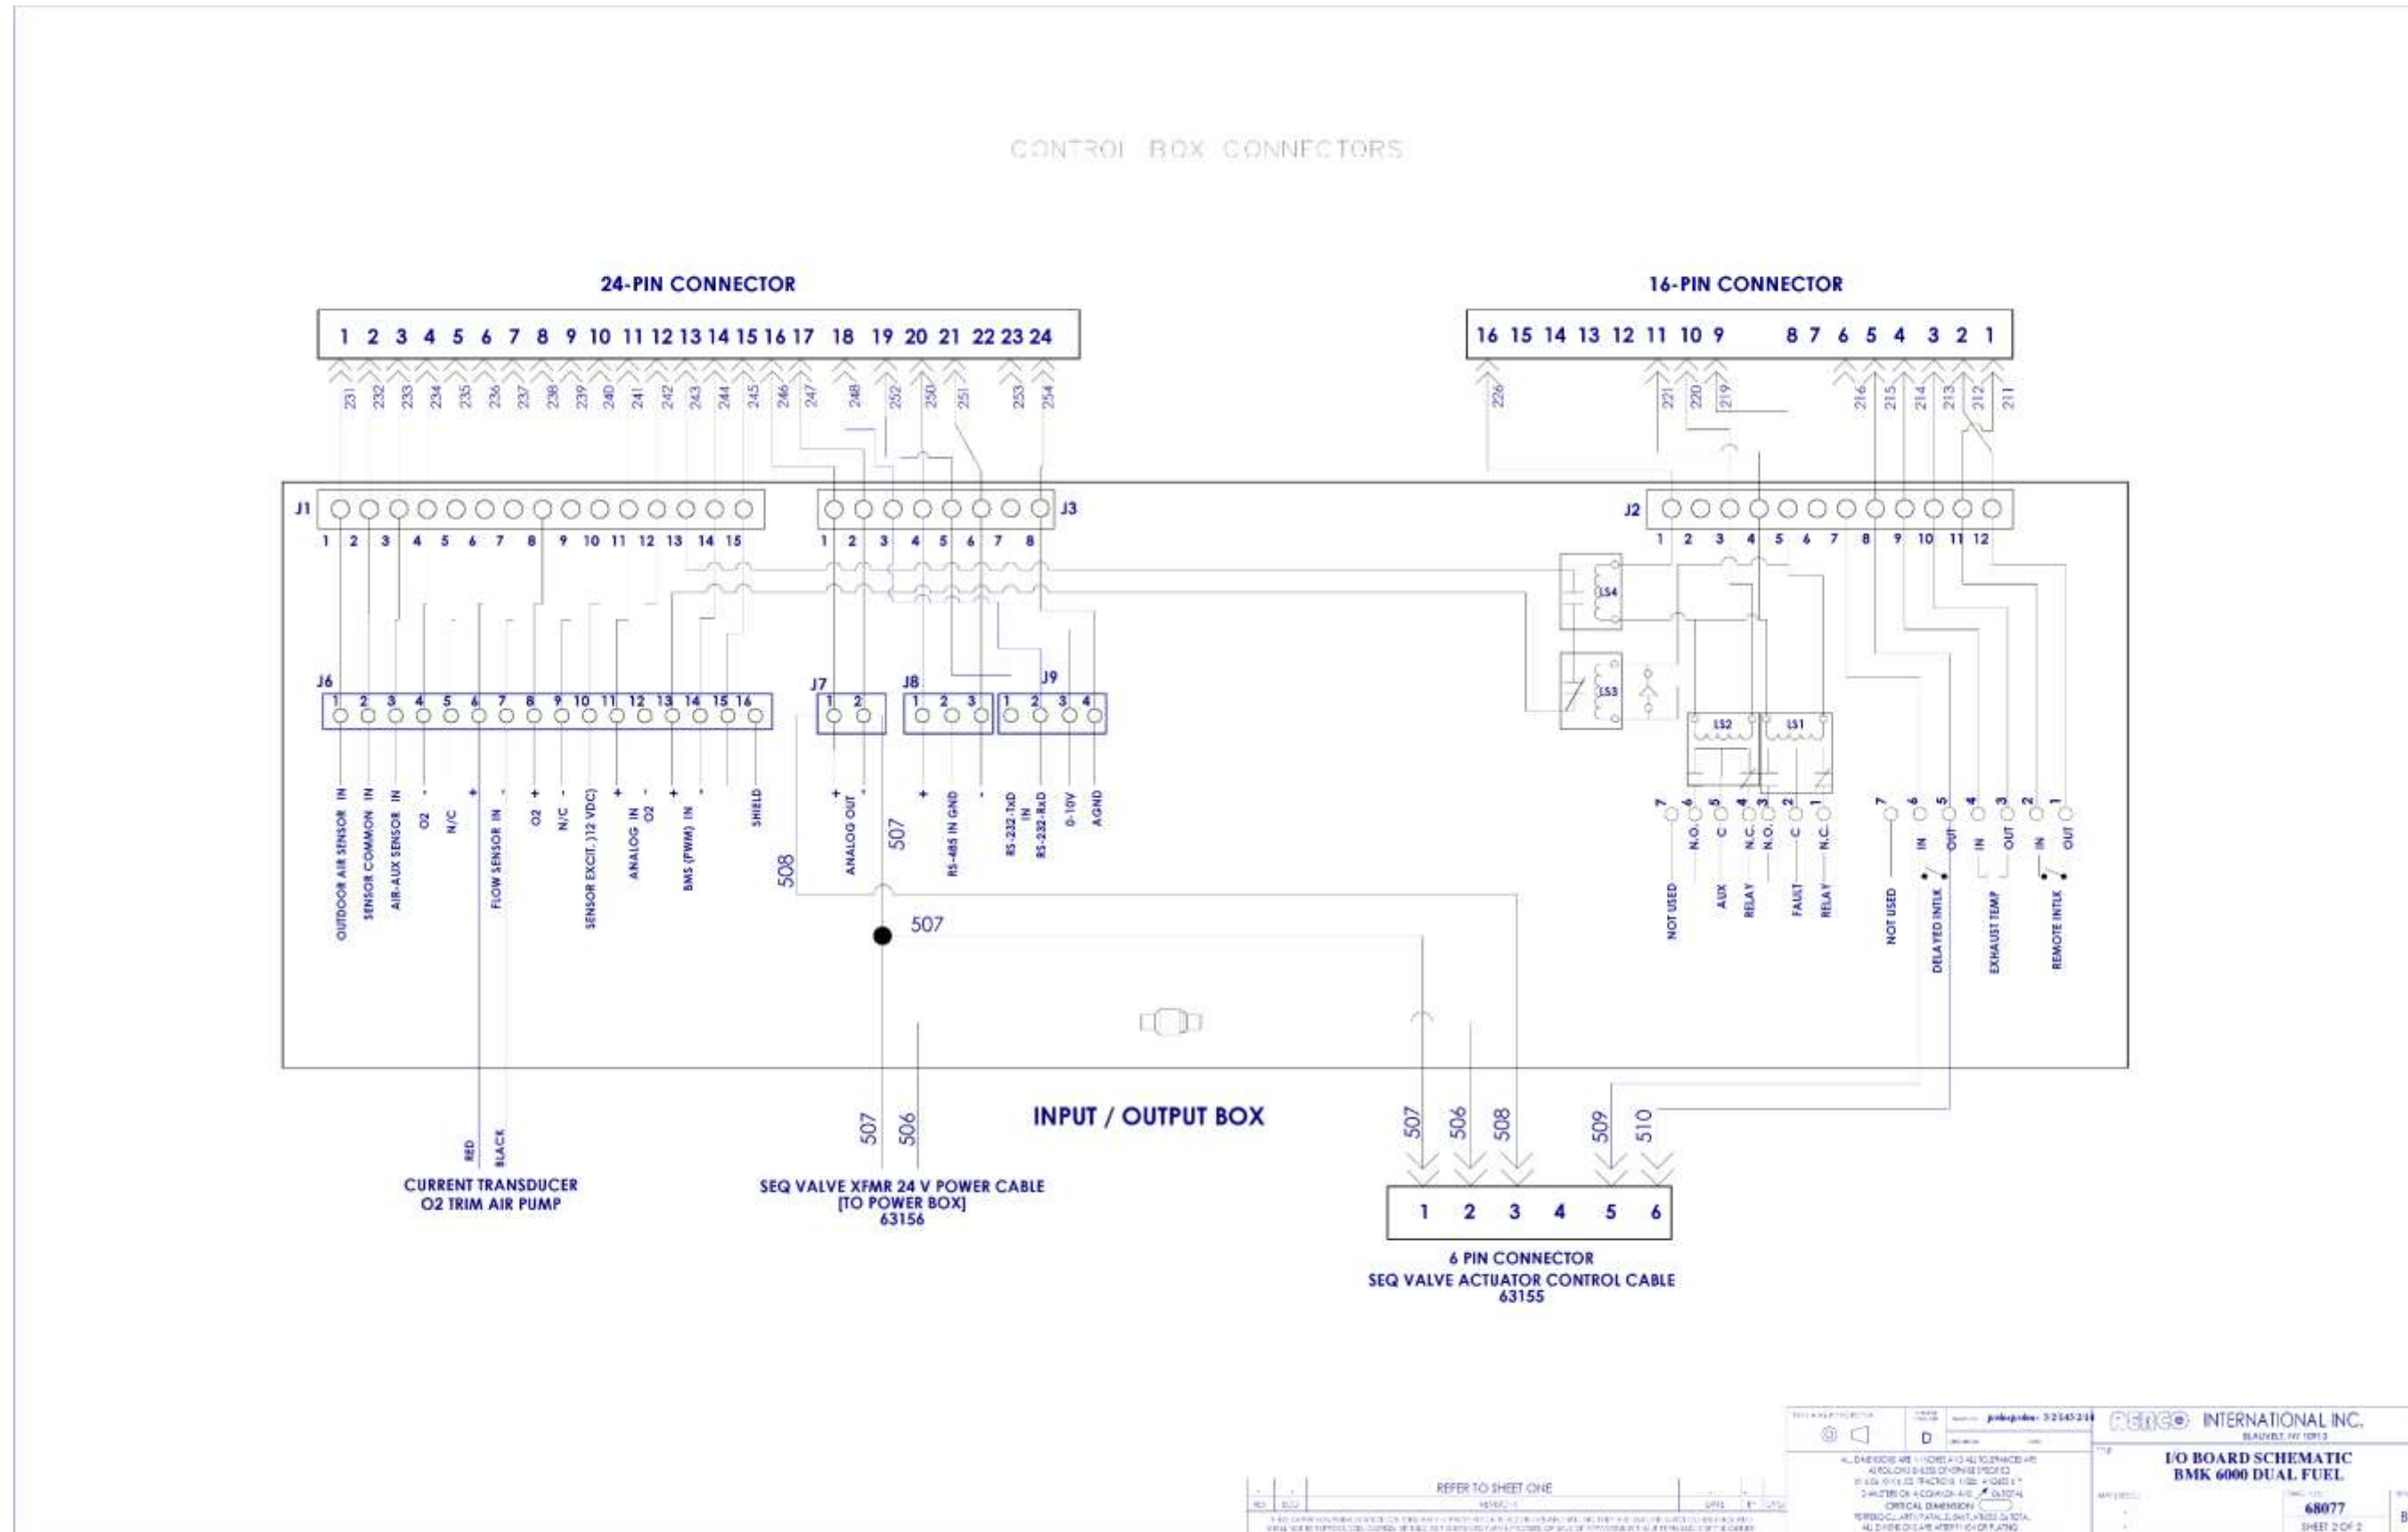 CONTROL BOX CONNECTORS
24-PIN CONNECTOR
16-PIN CONNECTOR
1 2 3 4 5 6 7 8 9 10 11 12 13 14 15 16 17 18 19 20 21 22 23 24
16 15 14 13 12 11 10 9 8 7 6 5 4 3 2 1
231 232 233 234 235 236 237 238 239 240 241 242 243 244 245 246 247 248 252 250 251 253 254
226 221 220 219 216 215 214 213 212 211
J1
J3
J2
1 2 3 4 5 6 7 8 9 10 11 12 13 14 15
1 2 3 4 5 6 7 8
1 2 3 4 5 6 7 8 9 10 11 12
LS4
LS3
J6
J7
J8
J9
1 2 3 4 5 6 7 8 9 10 11 12 13 14 15 16
1 2
1 2 3
1 2 3 4
LS2 LS1
OUTDOOR AIR SENSOR IN
SENSOR COMMON IN
AIR-AUX SENSOR IN
O2 -
N/C
+ FLOW SENSOR IN -
O2 +
N/C -
SENSOR EXCIT. )12 VDC)
+ ANALOG IN -
O2
+ BMS (PWM) IN -
SHIELD
+ ANALOG OUT -
+ RS-485 IN GND -
RS-232-TxD
IN
RS-232-RxD
0-10V
AGND
7 6 5 4 3 2 1
N.O. C N.C. N.O. C N.C.
NOT USED
AUX
RELAY
FAULT
RELAY
7 6 5 4 3 2 1
IN OUT IN OUT IN OUT
NOT USED
DELAYED INTLK
EXHAUST TEMP
REMOTE INTLK
508
507
507
INPUT / OUTPUT BOX
RED
BLACK
CURRENT TRANSDUCER
O2 TRIM AIR PUMP
507
506
SEQ VALVE XFMR 24 V POWER CABLE
[TO POWER BOX]
63156
507 506 508 509 510
1 2 3 4 5 6
6 PIN CONNECTOR
SEQ VALVE ACTUATOR CONTROL CABLE
63155
REFER TO SHEET ONE
DATE
BY
D
CRITICAL DIMENSION
INTERNATIONAL INC.
BLAUVELT, NY 10913
I/O BOARD SCHEMATIC
BMK 6000 DUAL FUEL
68077
SHEET 2 OF 2